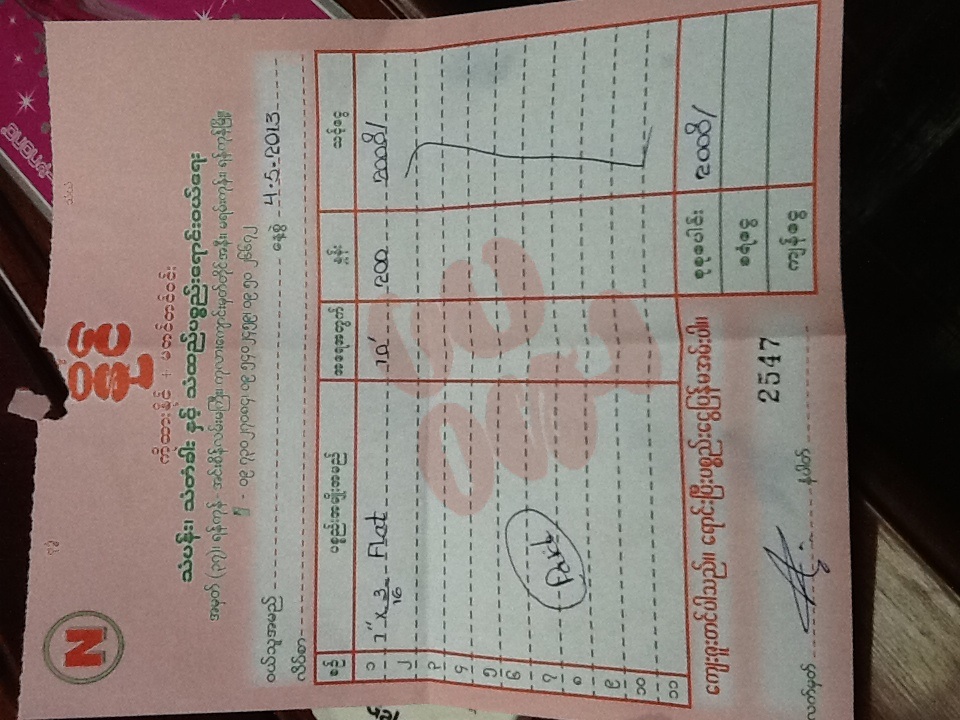 N
နိုင်
ကိုထားနိုင် + မတင်တင်ဝင်း
သံပန်း၊ သံတံခါး နှင့် သံထည်ပစ္စည်းရောင်းဝယ်ရေး
အမှတ် (၃၇)၊ ရန်ကုန် - အင်းစိန်လမ်းမကြီး၊ ကုလားကျောင်းမှတ်တိုင်အနီး၊ မရမ်းကုန်း၊ ရန်ကုန်မြို့။
- ၀၉ ၇၃၀၂၇၀၈၄၊ ၀၉ ၅၄၀၂၄၅၉၊ ၀၉ ၅၀ ၂၆၆၇၂
ဝယ်သူအမည် နေ့စွဲ 4.5.2013
လိပ်စာ
စဉ် ပစ္စည်းအမျိုးအမည် အရေအတွက် နှုန်း သင့်ငွေ
၁ 1" x 3/16 Flat 10' ၂၀၀ ၂၀၀၀ိ/
၂
၃
၄
၅
၆
၇ Paid
၈
၉
၁၀
၁၁
ကျေးဇူးတင်ပါသည်။ ရောင်းပြီးပစ္စည်းငွေပြန်မအမ်းပါ။
စုစုပေါင်း ၂၀၀၀ိ/
စရံငွေ
ကျန်ငွေ
2547
လက်မှတ် နံပါတ်